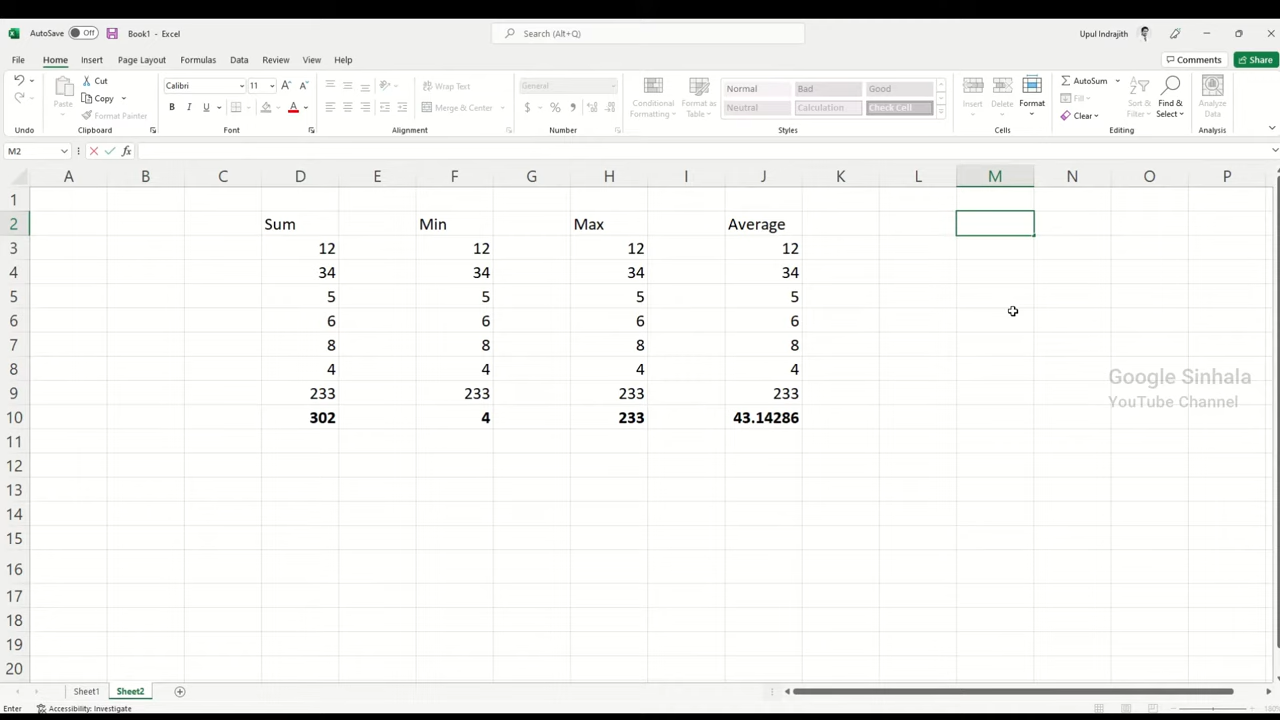 AutoSave Off Book1 - Excel Search (Alt+Q) Upul Indrajith
File Home Insert Page Layout Formulas Data Review View Help Comments Share
Undo
Paste Cut Copy Format Painter Clipboard
Calibri 11 B I U A Font
Wrap Text Merge & Center Alignment
General $ % Number
Conditional Formatting Format as Table
Normal Bad Good
Neutral Calculation Check Cell
Styles
Insert Delete Format Cells
AutoSum Fill Clear Sort & Filter Find & Select Editing
Analyze Data Analysis
M2 fx
A B C D E F G H I J K L M N O P
1
2 Sum Min Max Average
3 12 12 12 12
4 34 34 34 34
5 5 5 5 5
6 6 6 6 6
7 8 8 8 8
8 4 4 4 4
9 233 233 233 233
10 302 4 233 43.14286
11
12
13
14
15
16
17
18
19
20
Google Sinhala
YouTube Channel
Sheet1 Sheet2
Enter Accessibility: Investigate